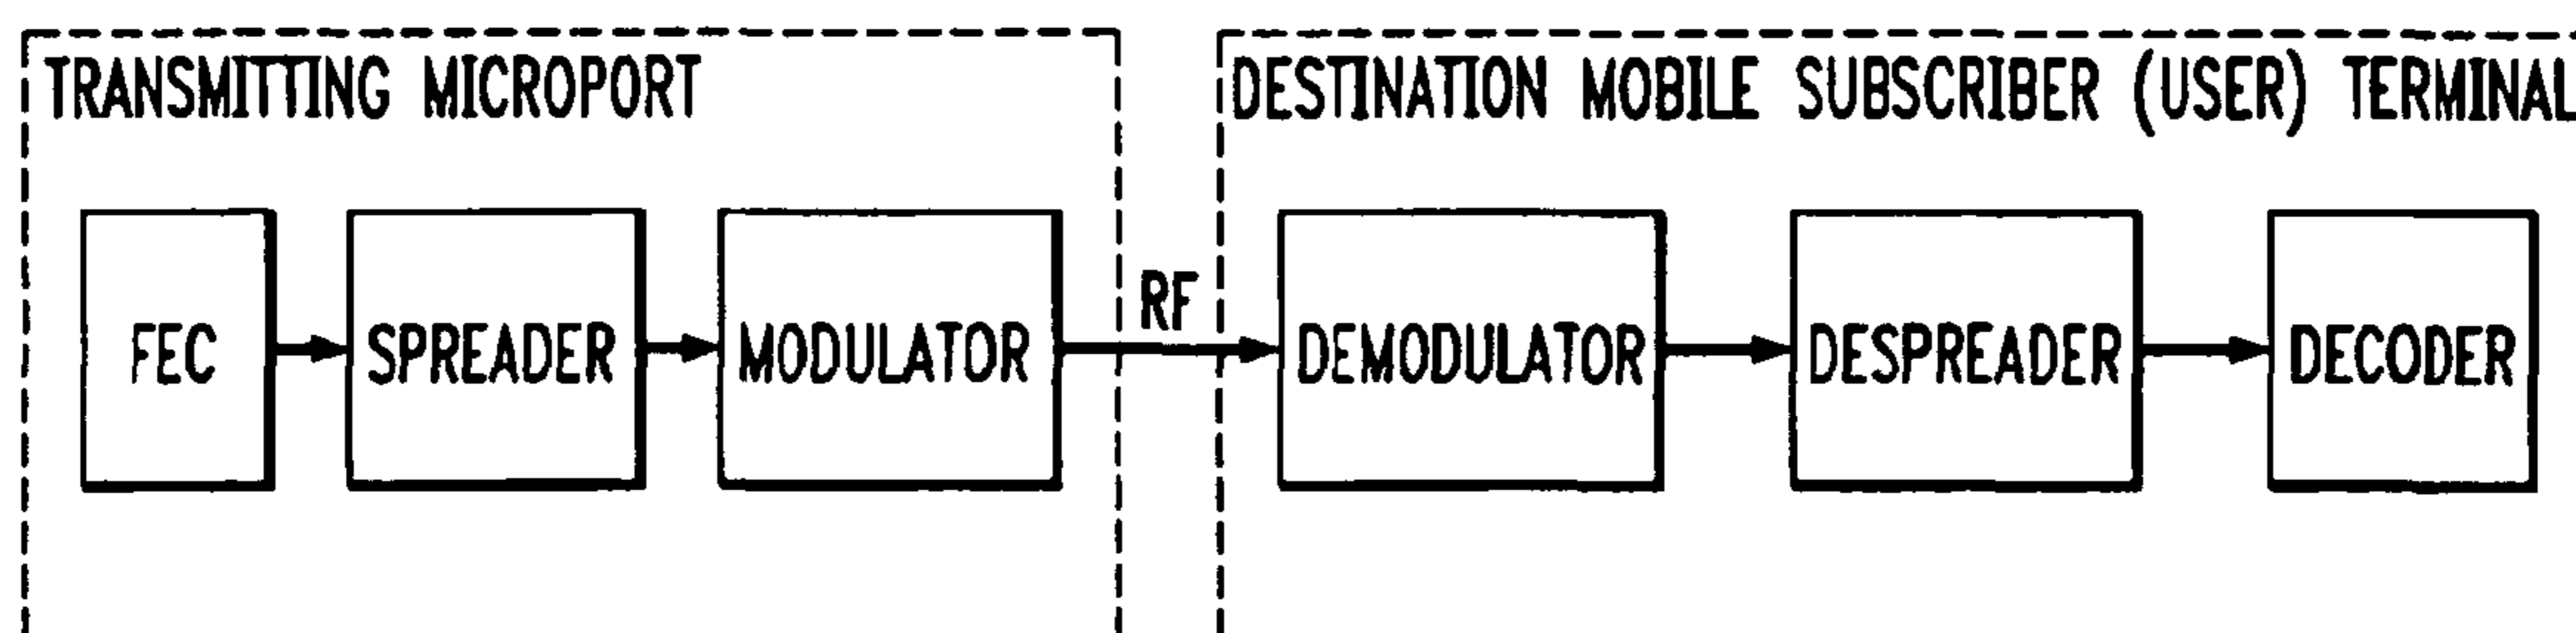 TRANSMITTING MICROPORT
DESTINATION MOBILE SUBSCRIBER (USER) TERMINAL
RF
FEC
SPREADER
MODULATOR
DEMODULATOR
DESPREADER
DECODER